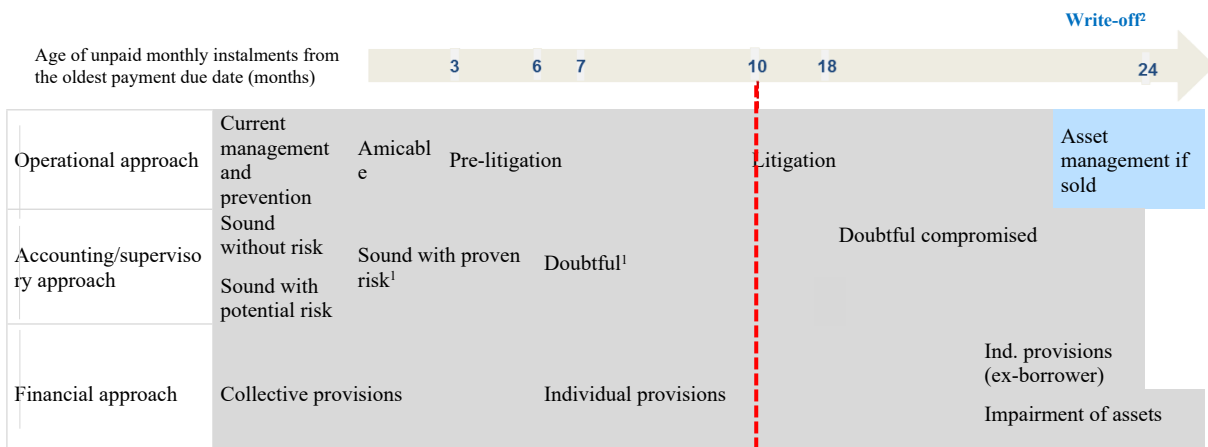 Write-off²
Age of unpaid monthly instalments from
the oldest payment due date (months)
3
6
7
10
18
24
Operational approach
Current
management
and
prevention
Amicabl
e
Pre-litigation
Litigation
Asset
management if
sold
Accounting/superviso
ry approach
Sound
without risk
Sound with
potential risk
Sound with proven
risk¹
Doubtful¹
Doubtful compromised
Financial approach
Collective provisions
Individual provisions
Ind. provisions
(ex-borrower)
Impairment of assets